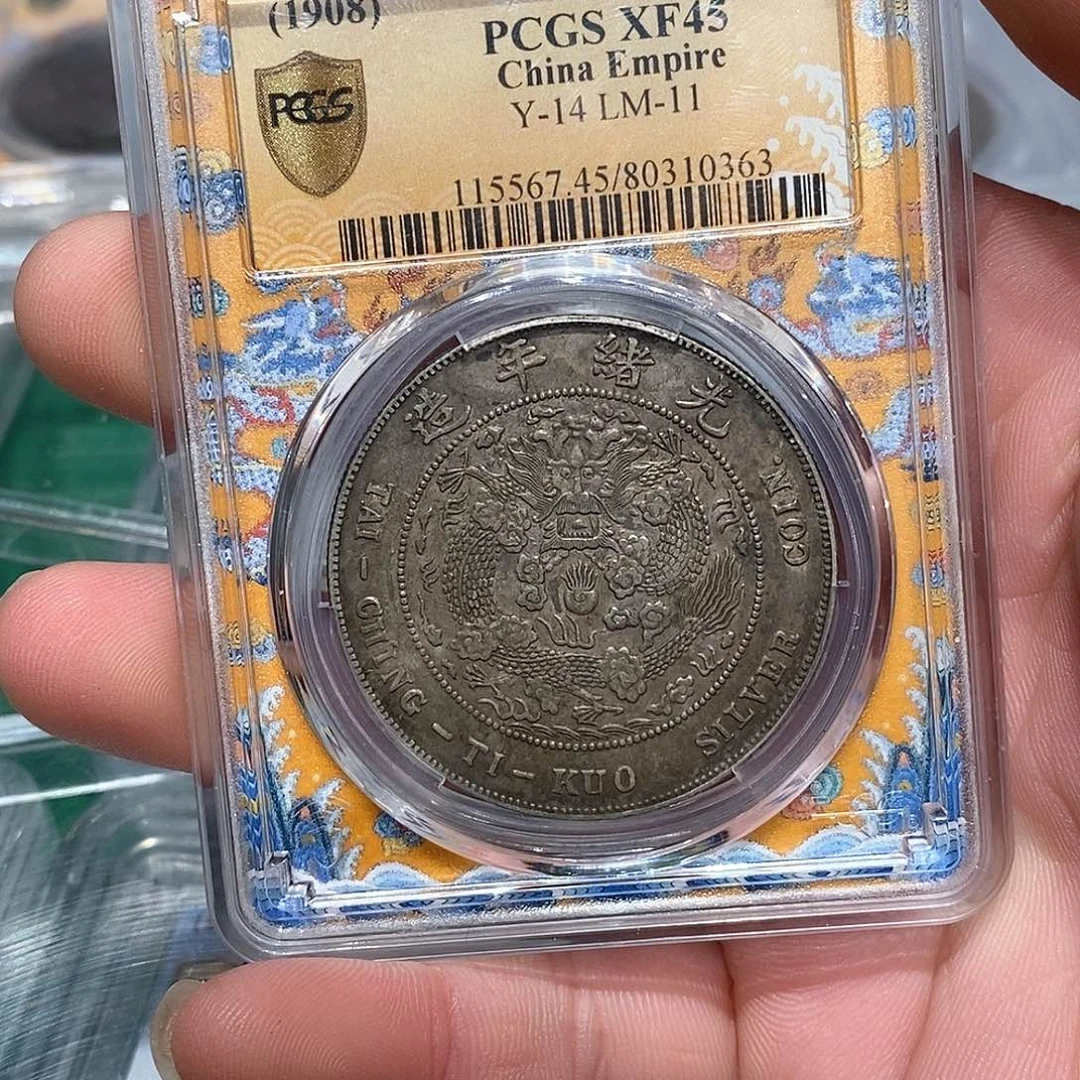 (1908)
PCGS XF45
China Empire
Y-14 LM-11
PCGS
115567.45/80310363
造年緒光
TAI-CHING-TI-KUO
SILVER COIN.